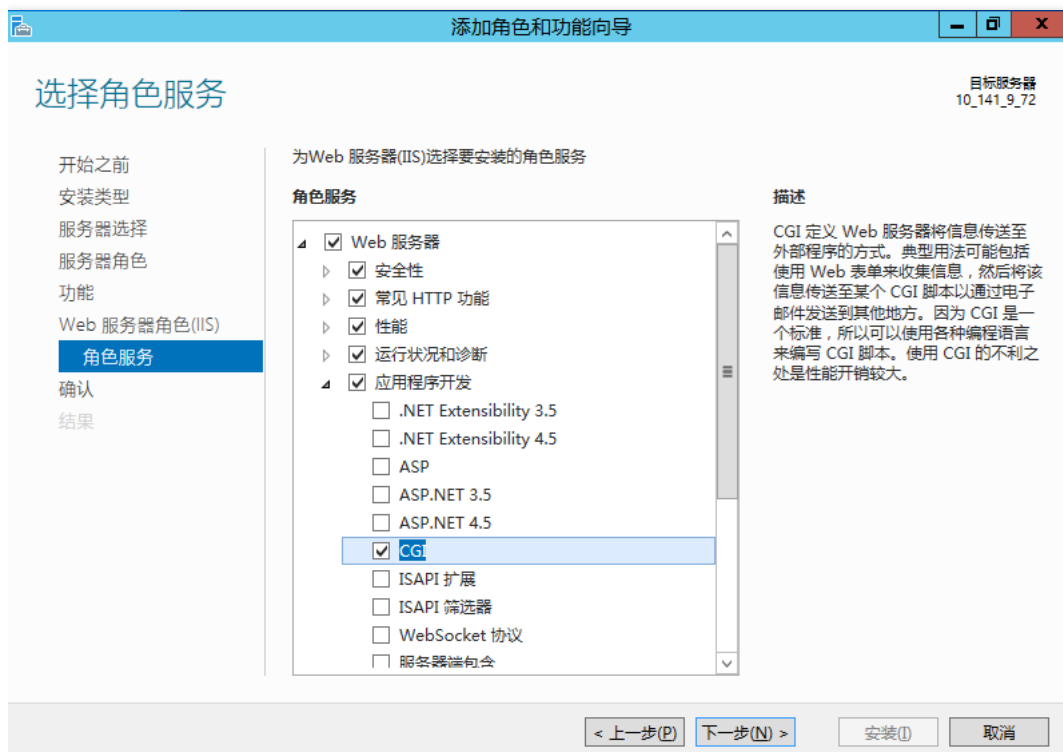 添加角色和功能向导
选择角色服务
目标服务器
10_141_9_72
开始之前
安装类型
服务器选择
服务器角色
功能
Web 服务器角色(IIS)
角色服务
确认
结果
为Web 服务器(IIS)选择要安装的角色服务
角色服务
Web 服务器
安全性
常见 HTTP 功能
性能
运行状况和诊断
应用程序开发
.NET Extensibility 3.5
.NET Extensibility 4.5
ASP
ASP.NET 3.5
ASP.NET 4.5
CGI
ISAPI 扩展
ISAPI 筛选器
WebSocket 协议
服务器端包含
描述
CGI 定义 Web 服务器将信息传送至
外部程序的方式。典型用法可能包括
使用 Web 表单来收集信息，然后将该
信息传送至某个 CGI 脚本以通过电子
邮件发送到其他地方。因为 CGI 是一
个标准，所以可以使用各种编程语言
来编写 CGI 脚本。使用 CGI 的不利之
处是性能开销较大。
< 上一步(P)
下一步(N) >
安装(I)
取消